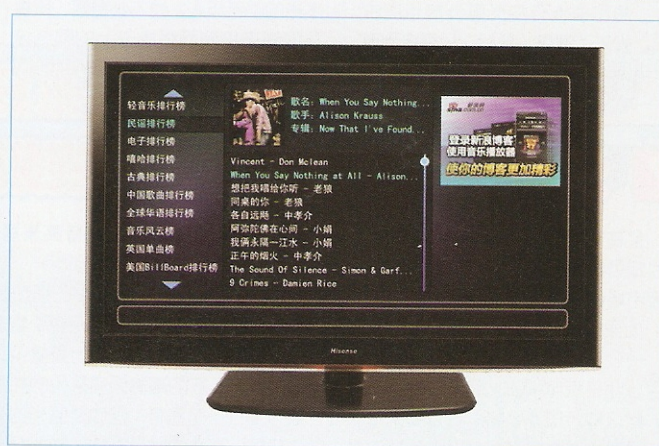 轻音乐排行榜
民谣排行榜
电子排行榜
嘻哈排行榜
古典排行榜
中国歌曲排行榜
全球华语排行榜
音乐风云榜
英国单曲榜
美国BillBoard排行榜
歌名: When You Say Nothing...
歌手: Alison Krauss
专辑: Now That I've Found...
Vincent - Don Mclean
When You Say Nothing at All - Alison...
想把我唱给你听 - 老狼
同桌的你 - 老狼
各自远飏 - 中孝介
阿弥陀佛在心间 - 小娟
我俩永隔一江水 - 小娟
正午的烟火 - 中孝介
The Sound Of Silence - Simon & Garf...
9 Crimes - Damien Rice
登录新浪博客
使用音乐播放器
使你的博客更加精彩
Hisense